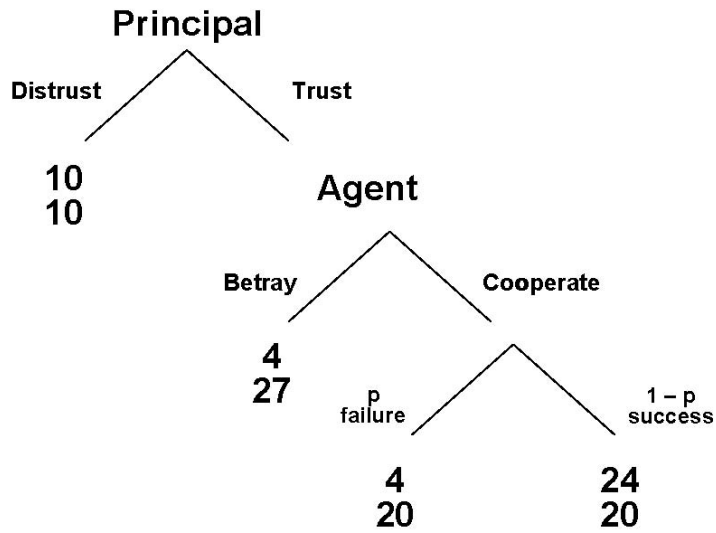 Principal
Distrust
Trust
10
10
Agent
Betray
Cooperate
4
27
p
failure
1 – p
success
4
20
24
20